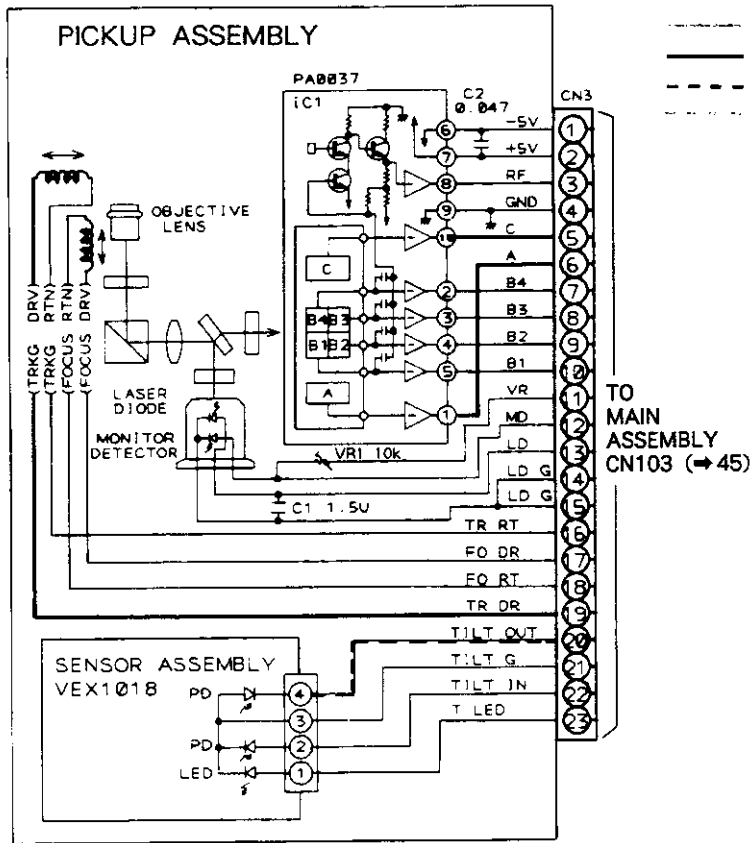 PICKUP ASSEMBLY
PA0037
IC1
C2
0.047
CN3
6
-5V
1
7
+5V
2
8
RF
3
9
GND
4
C
5
A
6
2
B4
7
3
B3
8
4
B2
9
5
B1
10
1
VR
11
MD
12
LD
13
LD G
14
LD G
15
TR RT
16
FO DR
17
FO RT
18
TR DR
19
TILT OUT
20
TILT G
21
TILT IN
22
T LED
23
C
B4 B3
B1 B2
A
OBJECTIVE
LENS
(TRKG DRV)
(TRKG RTN)
(FOCUS RTN)
(FOCUS DRV)
LASER
DIODE
MONITOR
DETECTOR
VR1 10k
C1 1.5U
TO
MAIN
ASSEMBLY
CN103 (➡45)
SENSOR ASSEMBLY
VEX1018
PD
4
3
PD
2
LED
1